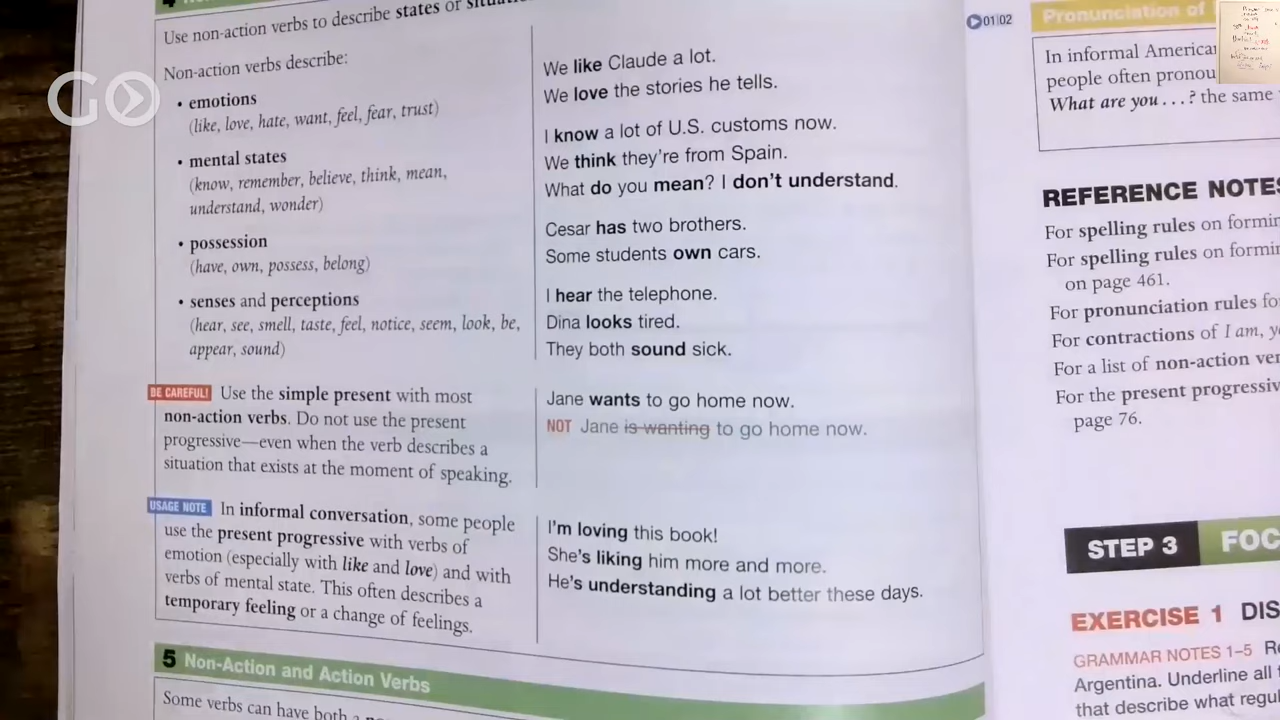 Use non-action verbs to describe states or
Non-action verbs describe:
• emotions
(like, love, hate, want, feel, fear, trust)
• mental states
(know, remember, believe, think, mean,
understand, wonder)
• possession
(have, own, possess, belong)
• senses and perceptions
(hear, see, smell, taste, feel, notice, seem, look, be,
appear, sound)
We like Claude a lot.
We love the stories he tells.
I know a lot of U.S. customs now.
We think they're from Spain.
What do you mean? I don't understand.
Cesar has two brothers.
Some students own cars.
I hear the telephone.
Dina looks tired.
They both sound sick.
BE CAREFUL! Use the simple present with most
non-action verbs. Do not use the present
progressive—even when the verb describes a
situation that exists at the moment of speaking.
Jane wants to go home now.
NOT Jane is wanting to go home now.
USAGE NOTE In informal conversation, some people
use the present progressive with verbs of
emotion (especially with like and love) and with
verbs of mental state. This often describes a
temporary feeling or a change of feelings.
I'm loving this book!
She's liking him more and more.
He's understanding a lot better these days.
5 Non-Action and Action Verbs
Some verbs can have both a
GO
01|02
Pronunciation of
In informal America
people often pronou
What are you . . . ? the same
REFERENCE NOTES
For spelling rules on formin
For spelling rules on formin
on page 461.
For pronunciation rules fo
For contractions of I am, y
For a list of non-action ver
For the present progressiv
page 76.
STEP 3 FOC
EXERCISE 1 DIS
GRAMMAR NOTES 1–5 R
Argentina. Underline all
that describe what regu